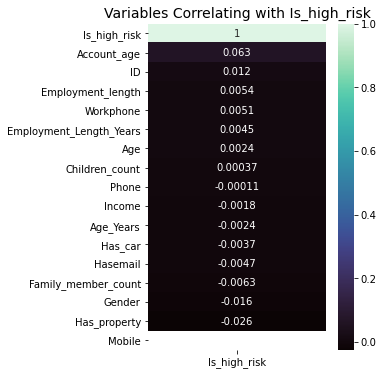 Variables Correlating with Is_high_risk
Is_high_risk 1
Account_age 0.063
ID 0.012
Employment_length 0.0054
Workphone 0.0051
Employment_Length_Years 0.0045
Age 0.0024
Children_count 0.00037
Phone -0.00011
Income -0.0018
Age_Years -0.0024
Has_car -0.0037
Hasemail -0.0047
Family_member_count -0.0063
Gender -0.016
Has_property -0.026
Mobile
Is_high_risk
1.0
0.8
0.6
0.4
0.2
0.0